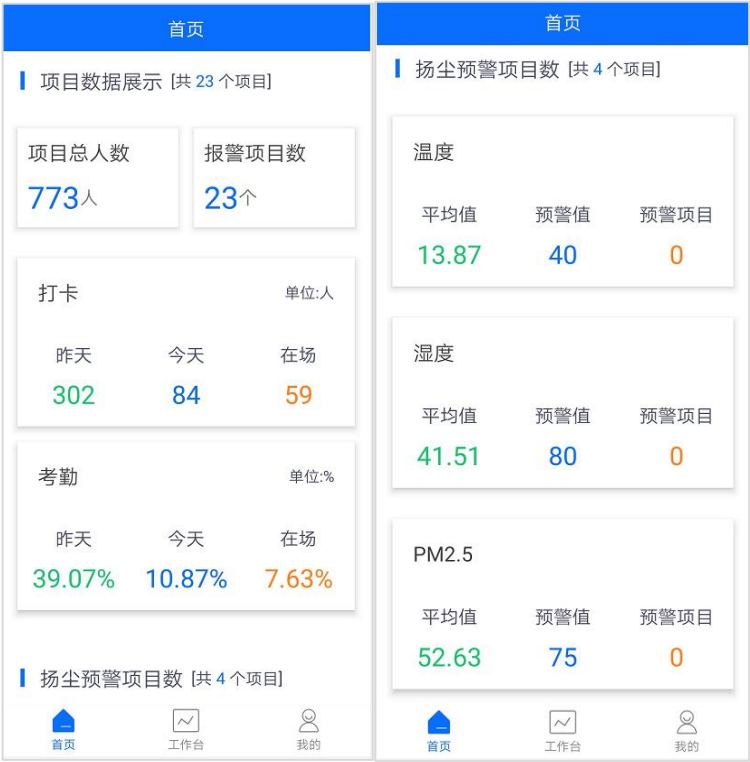 首页
项目数据展示 [共 23 个项目]
项目总人数 报警项目数
773人 23个
打卡 单位:人
昨天 今天 在场
302 84 59
考勤 单位:%
昨天 今天 在场
39.07% 10.87% 7.63%
扬尘预警项目数 [共 4 个项目]
首页 工作台 我的
首页
扬尘预警项目数 [共 4 个项目]
温度
平均值 预警值 预警项目
13.87 40 0
湿度
平均值 预警值 预警项目
41.51 80 0
PM2.5
平均值 预警值 预警项目
52.63 75 0
首页 工作台 我的